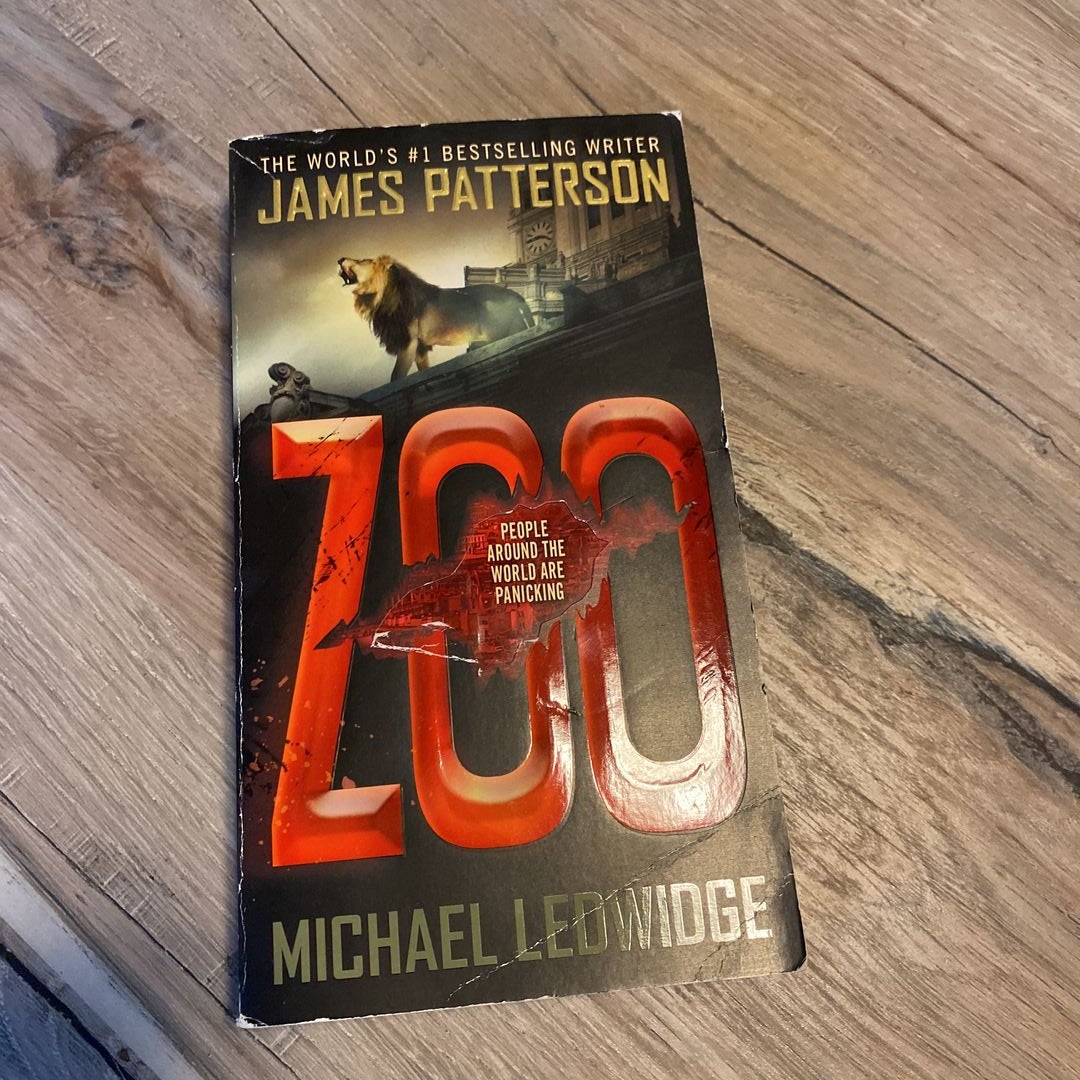 THE WORLD'S #1 BESTSELLING WRITER
JAMES PATTERSON
ZOO
PEOPLE
AROUND THE
WORLD ARE
PANICKING
MICHAEL LEDWIDGE